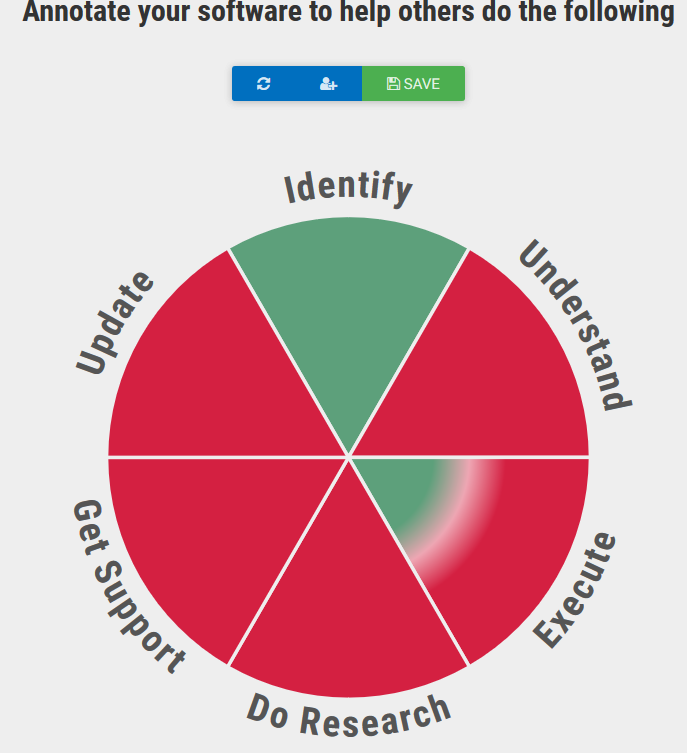 Annotate your software to help others do the following
SAVE
Identify
Understand
Update
Execute
Get Support
Do Research